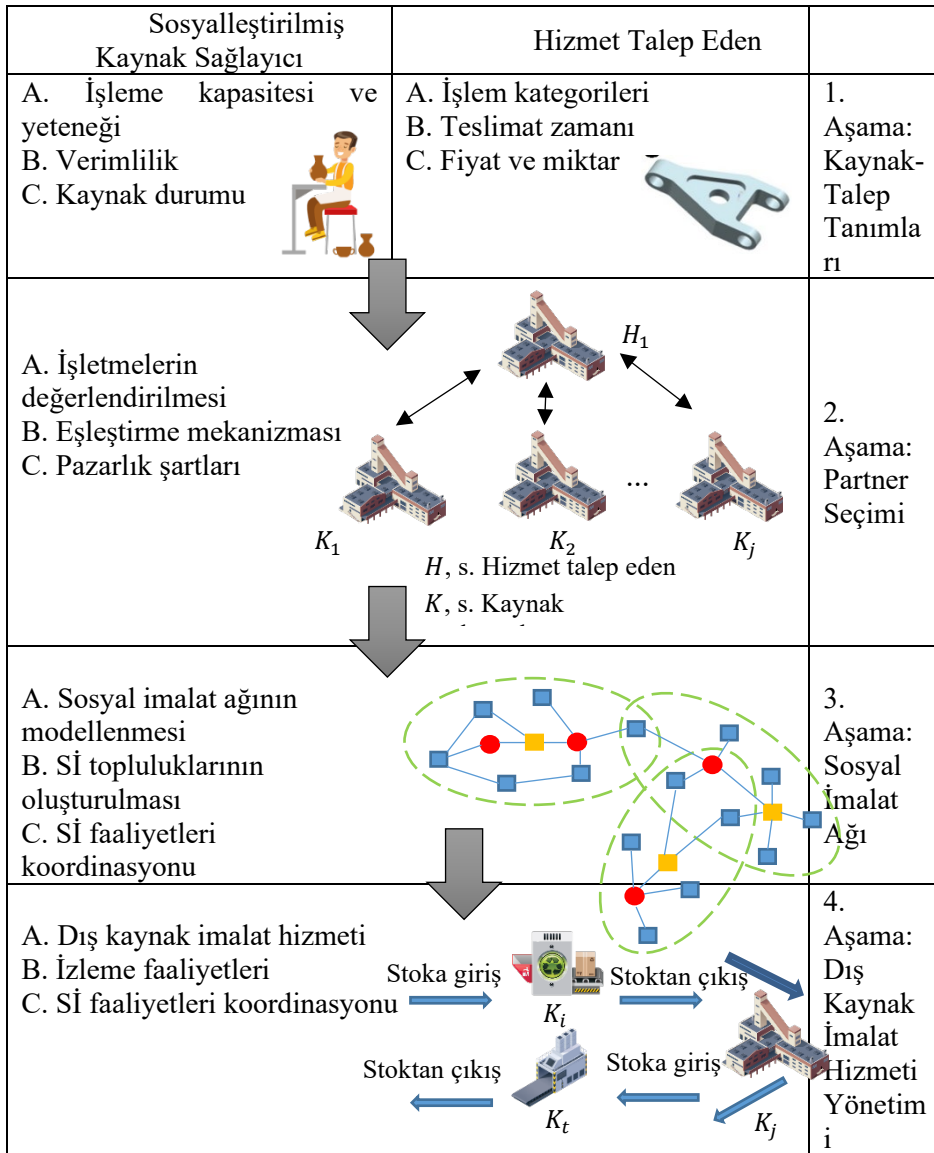 Sosyalleştirilmiş
Kaynak Sağlayıcı
Hizmet Talep Eden
A. İşleme kapasitesi ve
yeteneği
B. Verimlilik
C. Kaynak durumu
A. İşlem kategorileri
B. Teslimat zamanı
C. Fiyat ve miktar
1.
Aşama:
Kaynak-
Talep
Tanımla
rı
A. İşletmelerin
değerlendirilmesi
B. Eşleştirme mekanizması
C. Pazarlık şartları
H₁
...
K₁
K₂
Kⱼ
H, s. Hizmet talep eden
K, s. Kaynak
2.
Aşama:
Partner
Seçimi
A. Sosyal imalat ağının
modellenmesi
B. Sİ topluluklarının
oluşturulması
C. Sİ faaliyetleri
koordinasyonu
3.
Aşama:
Sosyal
İmalat
Ağı
A. Dış kaynak imalat hizmeti
B. İzleme faaliyetleri
C. Sİ faaliyetleri koordinasyonu
Stoka giriş
Kᵢ
Stoktan çıkış
Stoktan çıkış
Kₜ
Stoka giriş
Kⱼ
4.
Aşama:
Dış
Kaynak
İmalat
Hizmeti
Yönetim
i